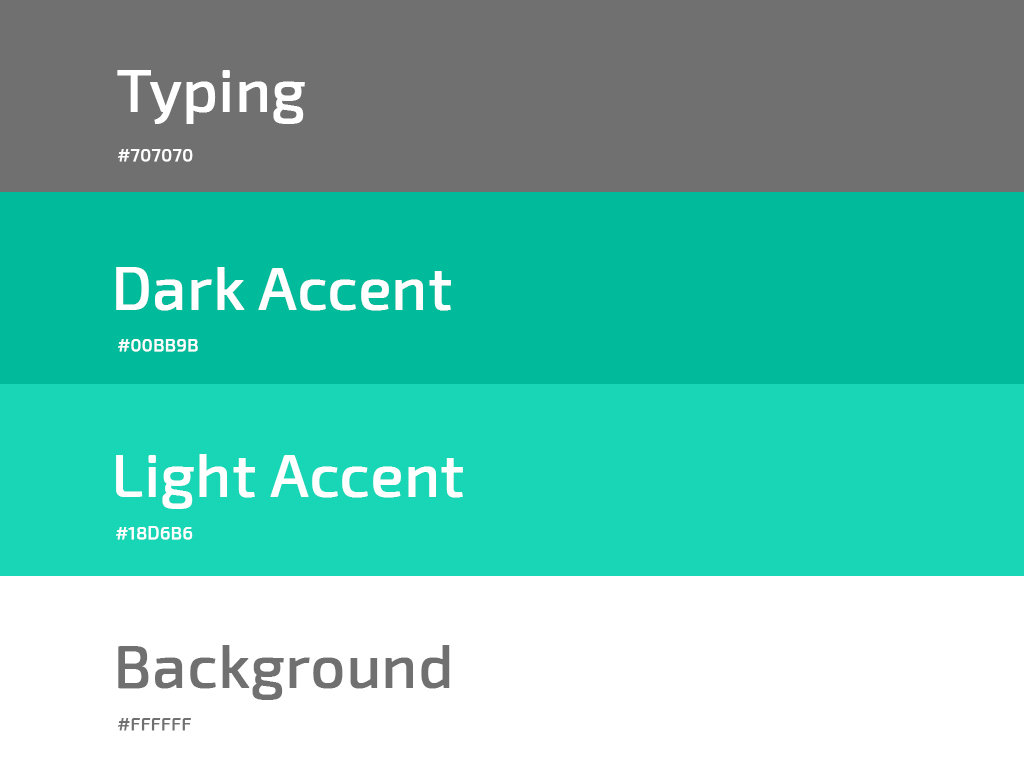 Typing
#707070
Dark Accent
#00BB9B
Light Accent
#18D6B6
Background
#FFFFFF